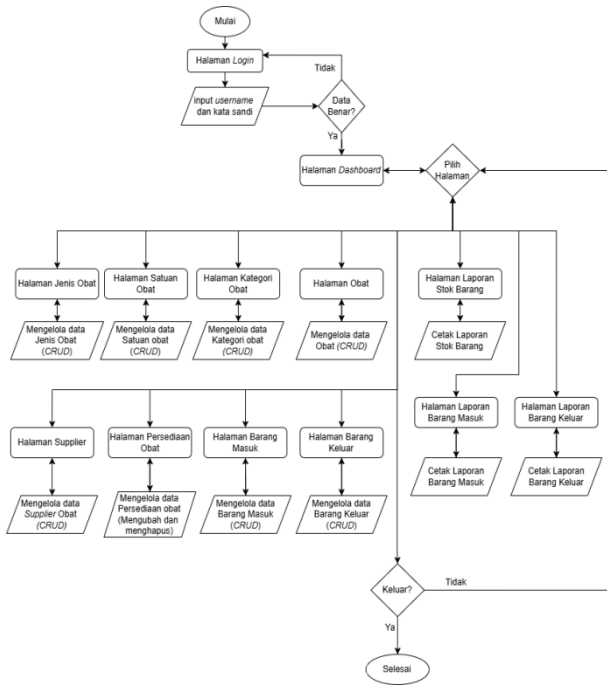 Mulai
Halaman Login
Tidak
input username
dan kata sandi
Data
Benar?
Ya
Halaman Dashboard
Pilih
Halaman
Halaman Jenis Obat
Halaman Satuan
Obat
Halaman Kategori
Obat
Halaman Obat
Halaman Laporan
Stok Barang
Mengelola data
Jenis Obat
(CRUD)
Mengelola data
Satuan obat
(CRUD)
Mengelola data
Kategori obat
(CRUD)
Mengelola data
Obat (CRUD)
Cetak Laporan
Stok Barang
Halaman Laporan
Barang Masuk
Halaman Laporan
Barang Keluar
Halaman Supplier
Halaman Persediaan
Obat
Halaman Barang
Masuk
Halaman Barang
Keluar
Cetak Laporan
Barang Masuk
Cetak Laporan
Barang Keluar
Mengelola data
Supplier Obat
(CRUD)
Mengelola data
Persediaan obat
(Mengubah dan
menghapus)
Mengelola data
Barang Masuk
(CRUD)
Mengelola data
Barang Keluar
(CRUD)
Keluar?
Tidak
Ya
Selesai